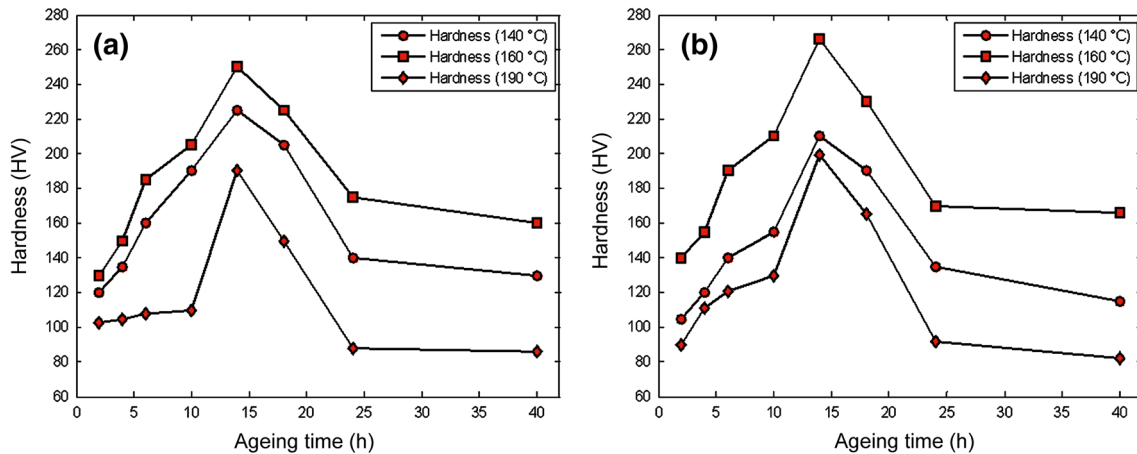 (a)
Hardness (140 °C)
Hardness (160 °C)
Hardness (190 °C)
280
260
240
220
200
180
160
140
120
100
80
60
Hardness (HV)
0 5 10 15 20 25 30 35 40
Ageing time (h)
(b)
Hardness (140 °C)
Hardness (160 °C)
Hardness (190 °C)
280
260
240
220
200
180
160
140
120
100
80
60
Hardness (HV)
0 5 10 15 20 25 30 35 40
Ageing time (h)